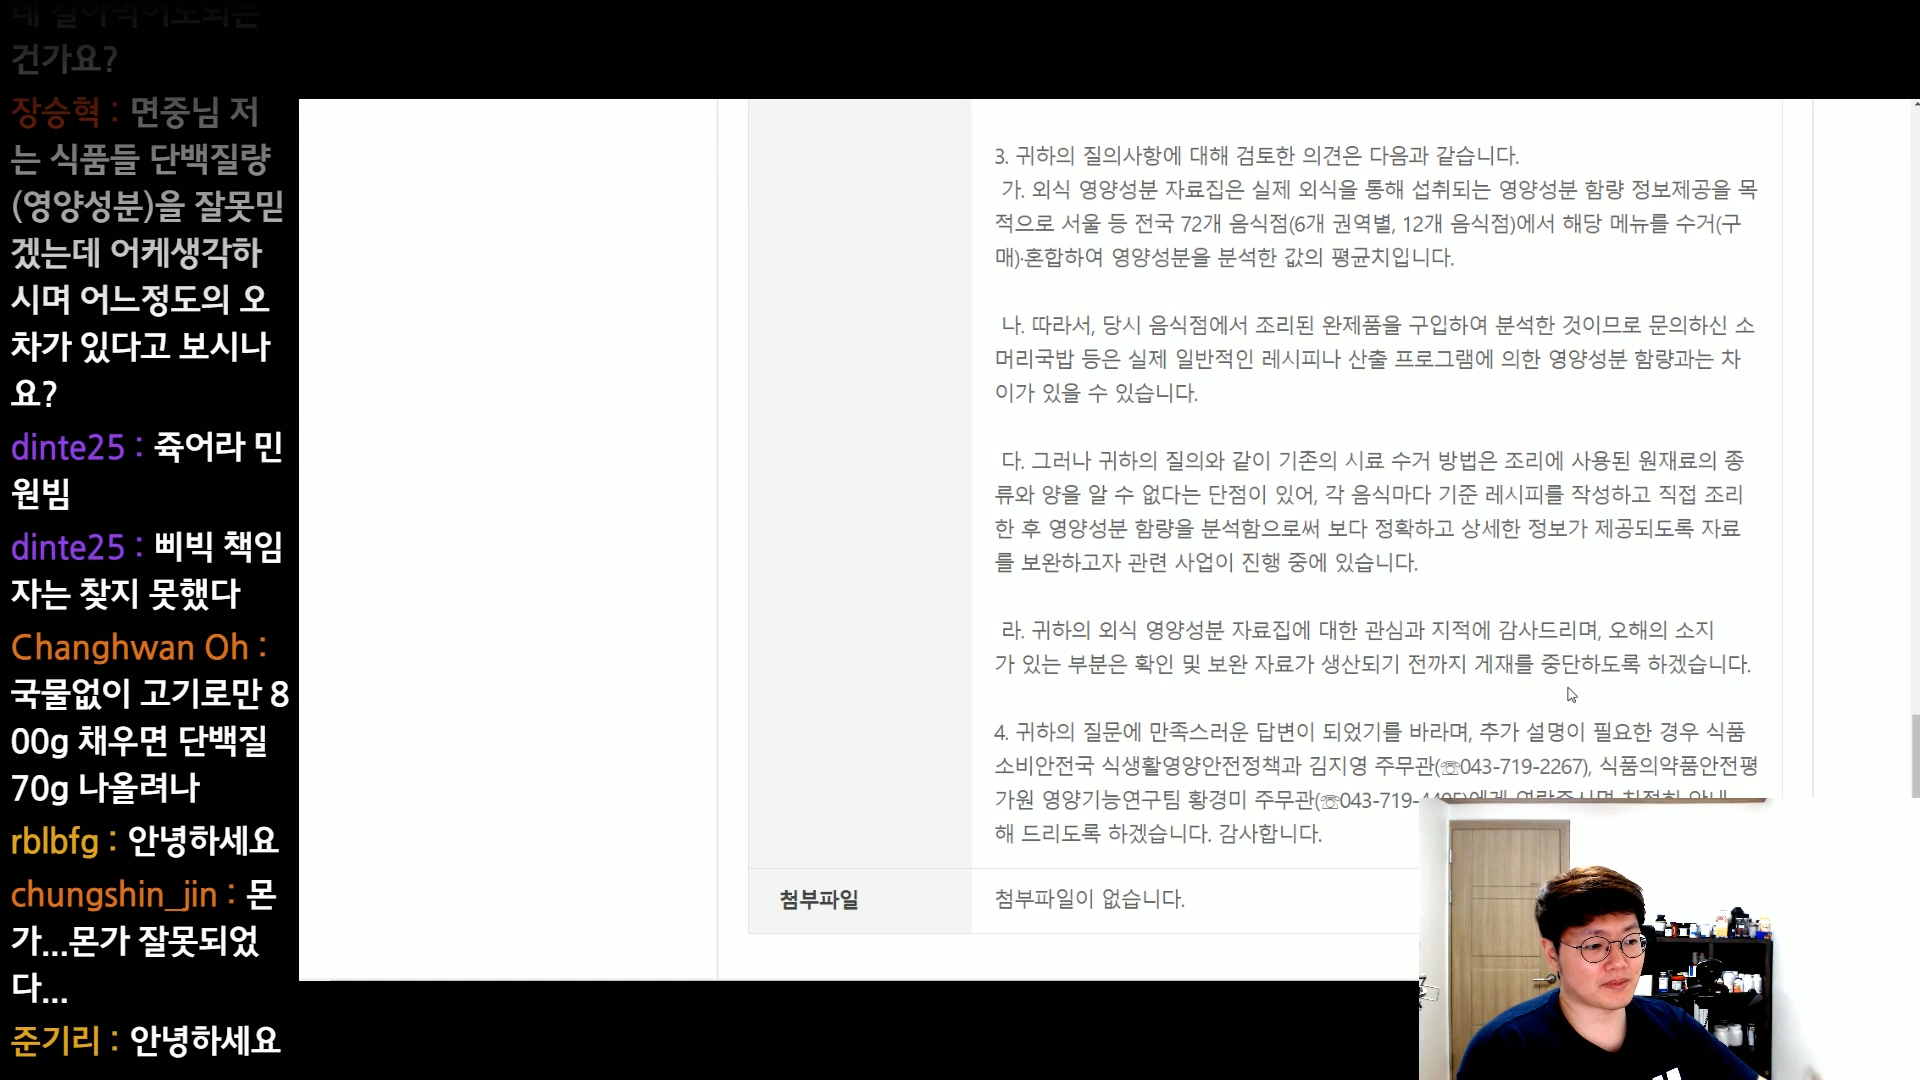 건가요?
장승혁 : 면중님 저
는 식품들 단백질량
(영양성분)을 잘못믿
겠는데 어케생각하
시며 어느정도의 오
차가 있다고 보시나
요?
dinte25 : 쥭어라 민
원빔
dinte25 : 삐빅 책임
자는 찾지 못했다
Changhwan Oh :
국물없이 고기로만 8
00g 채우면 단백질
70g 나올려나
rblbfg : 안녕하세요
chungshin_jin : 몬
가...몬가 잘못되었
다...
준기리 : 안녕하세요
3. 귀하의 질의사항에 대해 검토한 의견은 다음과 같습니다.
가. 외식 영양성분 자료집은 실제 외식을 통해 섭취되는 영양성분 함량 정보제공을 목
적으로 서울 등 전국 72개 음식점(6개 권역별, 12개 음식점)에서 해당 메뉴를 수거(구
매)·혼합하여 영양성분을 분석한 값의 평균치입니다.
나. 따라서, 당시 음식점에서 조리된 완제품을 구입하여 분석한 것이므로 문의하신 소
머리국밥 등은 실제 일반적인 레시피나 산출 프로그램에 의한 영양성분 함량과는 차
이가 있을 수 있습니다.
다. 그러나 귀하의 질의와 같이 기존의 시료 수거 방법은 조리에 사용된 원재료의 종
류와 양을 알 수 없다는 단점이 있어, 각 음식마다 기준 레시피를 작성하고 직접 조리
한 후 영양성분 함량을 분석함으로써 보다 정확하고 상세한 정보가 제공되도록 자료
를 보완하고자 관련 사업이 진행 중에 있습니다.
라. 귀하의 외식 영양성분 자료집에 대한 관심과 지적에 감사드리며, 오해의 소지
가 있는 부분은 확인 및 보완 자료가 생산되기 전까지 게재를 중단하도록 하겠습니다.
4. 귀하의 질문에 만족스러운 답변이 되었기를 바라며, 추가 설명이 필요한 경우 식품
소비안전국 식생활영양안전정책과 김지영 주무관(☏043-719-2267), 식품의약품안전평
가원 영양기능연구팀 황경미 주무관(☏043-719-
해 드리도록 하겠습니다. 감사합니다.
첨부파일
첨부파일이 없습니다.